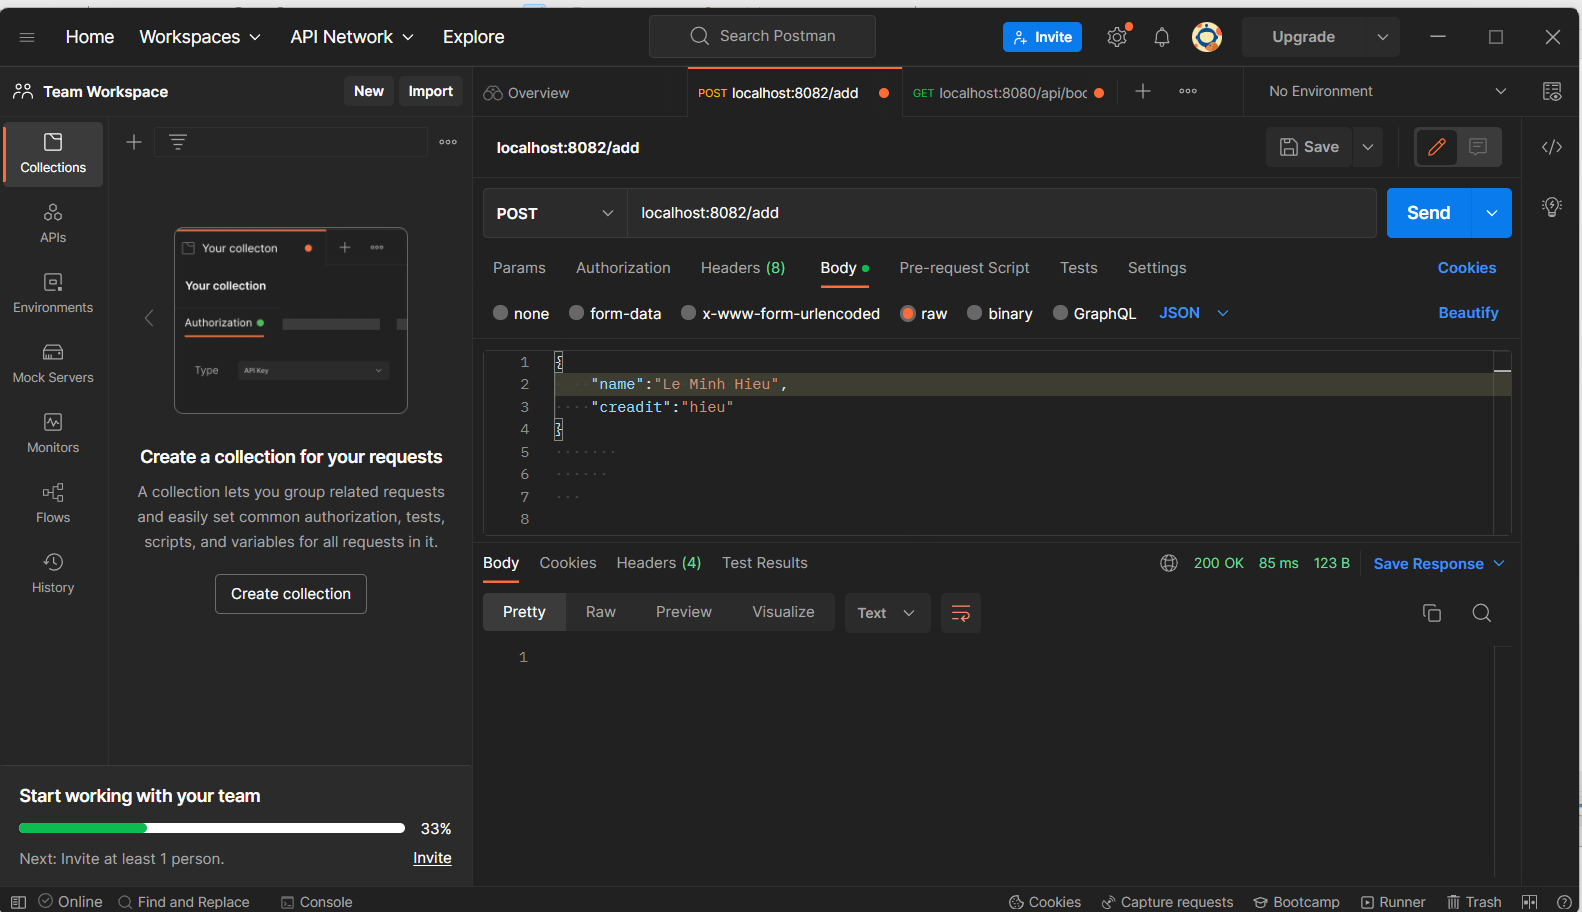 Home Workspaces API Network Explore Search Postman Invite Upgrade
Team Workspace New Import Overview POST localhost:8082/add GET localhost:8080/api/boc No Environment
Collections
APIs
Environments
Mock Servers
Monitors
Flows
History
Your collecton
Your collection
Authorization
Type API Key
Create a collection for your requests
A collection lets you group related requests
and easily set common authorization, tests,
scripts, and variables for all requests in it.
Create collection
Start working with your team
33%
Next: Invite at least 1 person. Invite
localhost:8082/add Save
POST localhost:8082/add Send
Params Authorization Headers (8) Body Pre-request Script Tests Settings Cookies
none form-data x-www-form-urlencoded raw binary GraphQL JSON Beautify
1 {
2 "name":"Le Minh Hieu",
3 "creadit":"hieu"
4 }
5
6
7
8
Body Cookies Headers (4) Test Results 200 OK 85 ms 123 B Save Response
Pretty Raw Preview Visualize Text
1
Online Find and Replace Console Cookies Capture requests Bootcamp Runner Trash